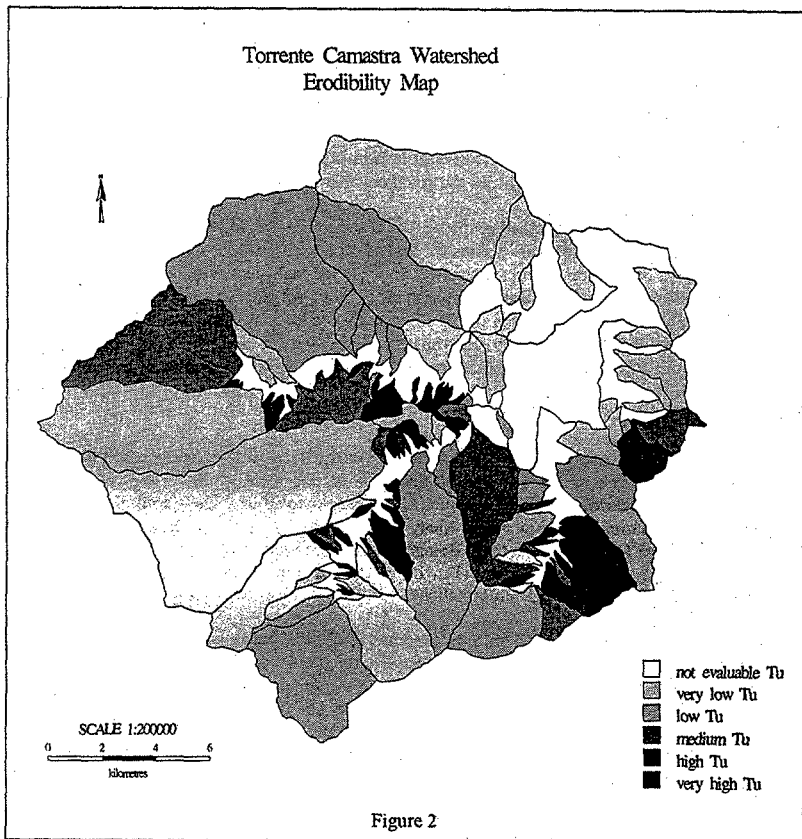 Torrente Camastra Watershed
Erodibility Map
not evaluable Tu
very low Tu
low Tu
medium Tu
high Tu
very high Tu
SCALE 1:200000
0 2 4 6
kilometres
Figure 2